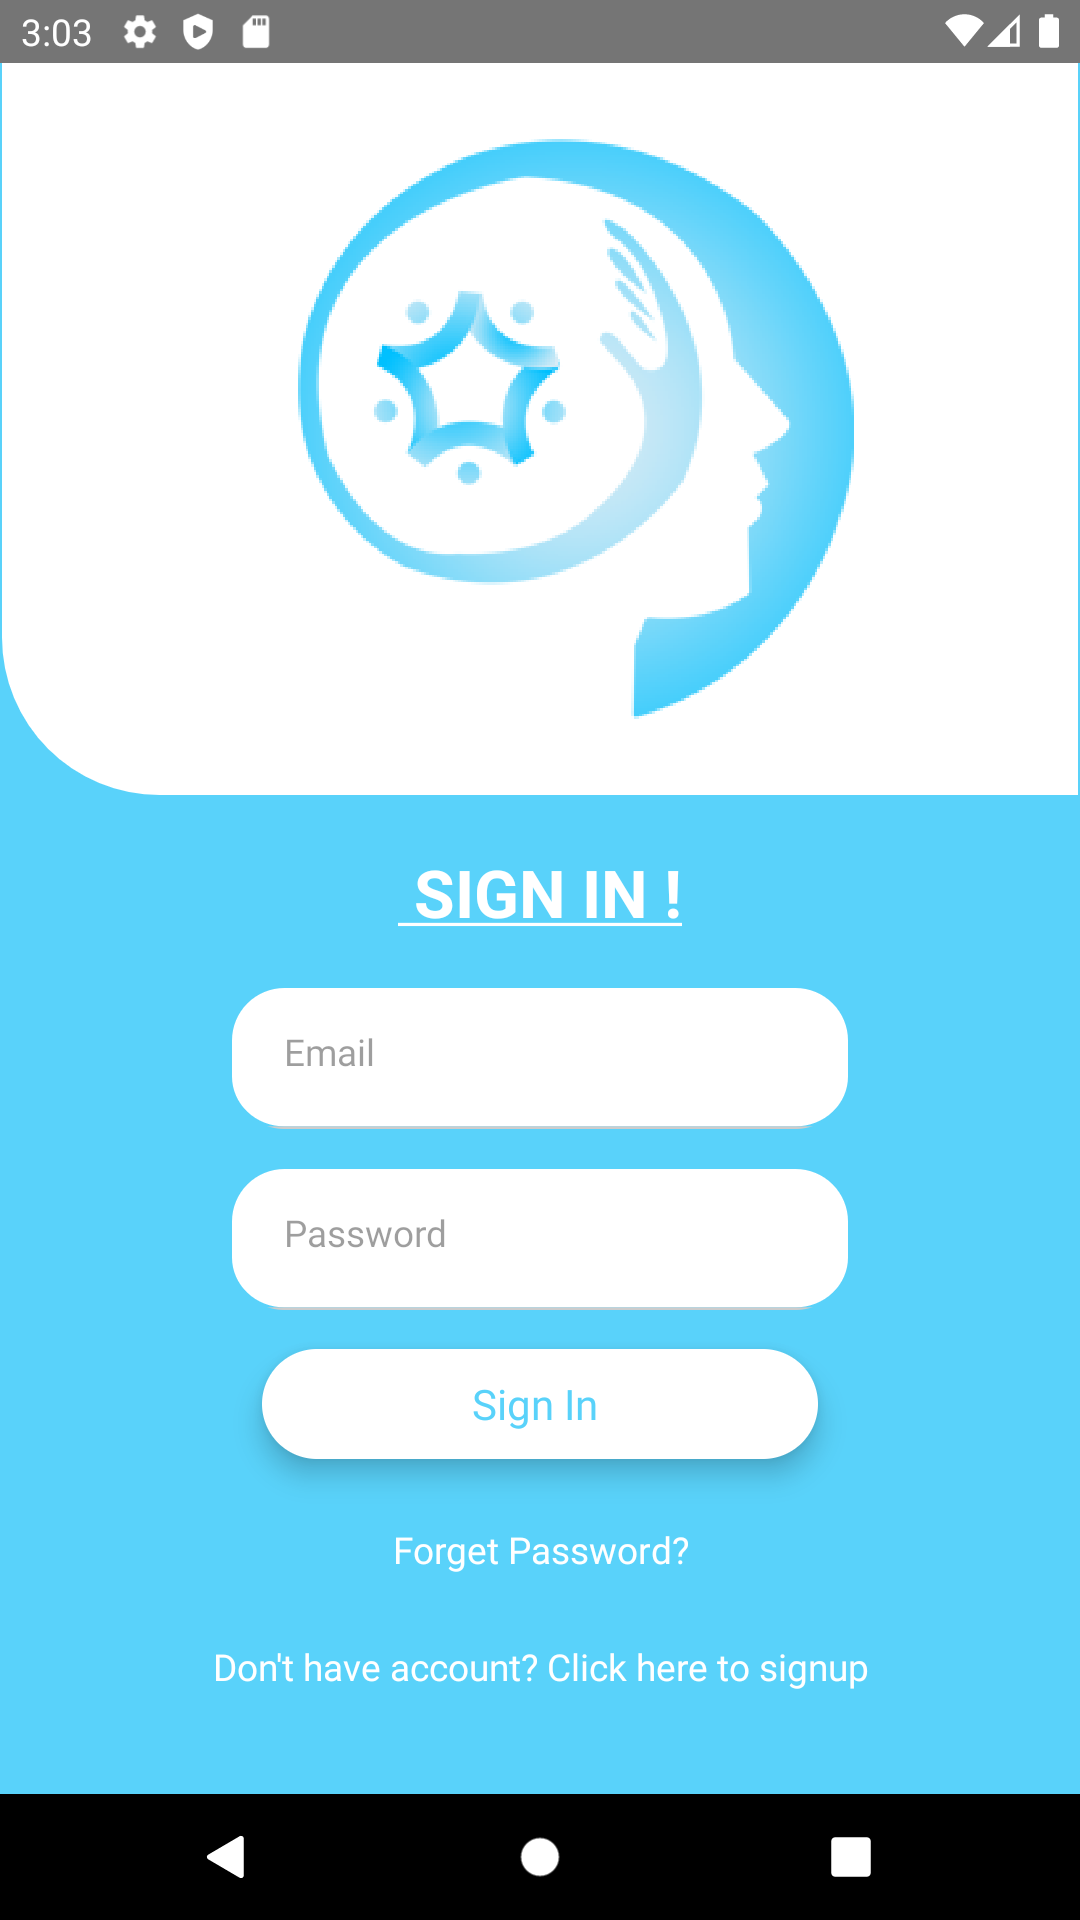 3:03
SIGN IN !
Email
Password
Sign In
Forget Password?
Don't have account? Click here to signup